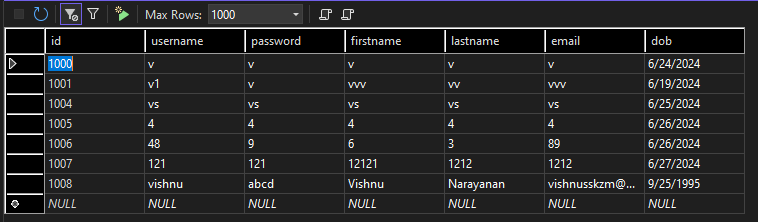 Max Rows: 1000
id username password firstname lastname email dob
1000 v v v v v 6/24/2024
1001 v1 v vvv vv vvv 6/19/2024
1004 vs vs vs vs vs 6/25/2024
1005 4 4 4 4 4 6/26/2024
1006 48 9 6 3 89 6/26/2024
1007 121 121 12121 1212 1212 6/27/2024
1008 vishnu abcd Vishnu Narayanan vishnusskzm@... 9/25/1995
NULL NULL NULL NULL NULL NULL NULL